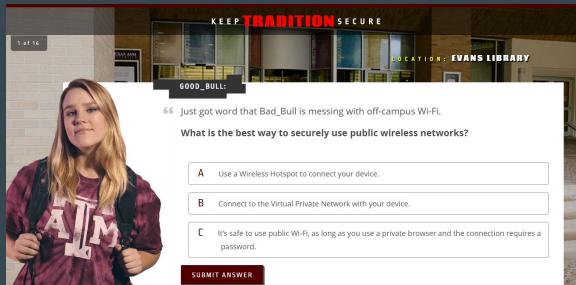 KEEP TRADITION SECURE
1 of 16
LOCATION: EVANS LIBRARY
GOOD_BULL:
“ Just got word that Bad_Bull is messing with off-campus Wi-Fi.
What is the best way to securely use public wireless networks?
A Use a Wireless Hotspot to connect your device.
B Connect to the Virtual Private Network with your device.
C It's safe to use public Wi-Fi, as long as you use a private browser and the connection requires a
password.
ATM
SUBMIT ANSWER